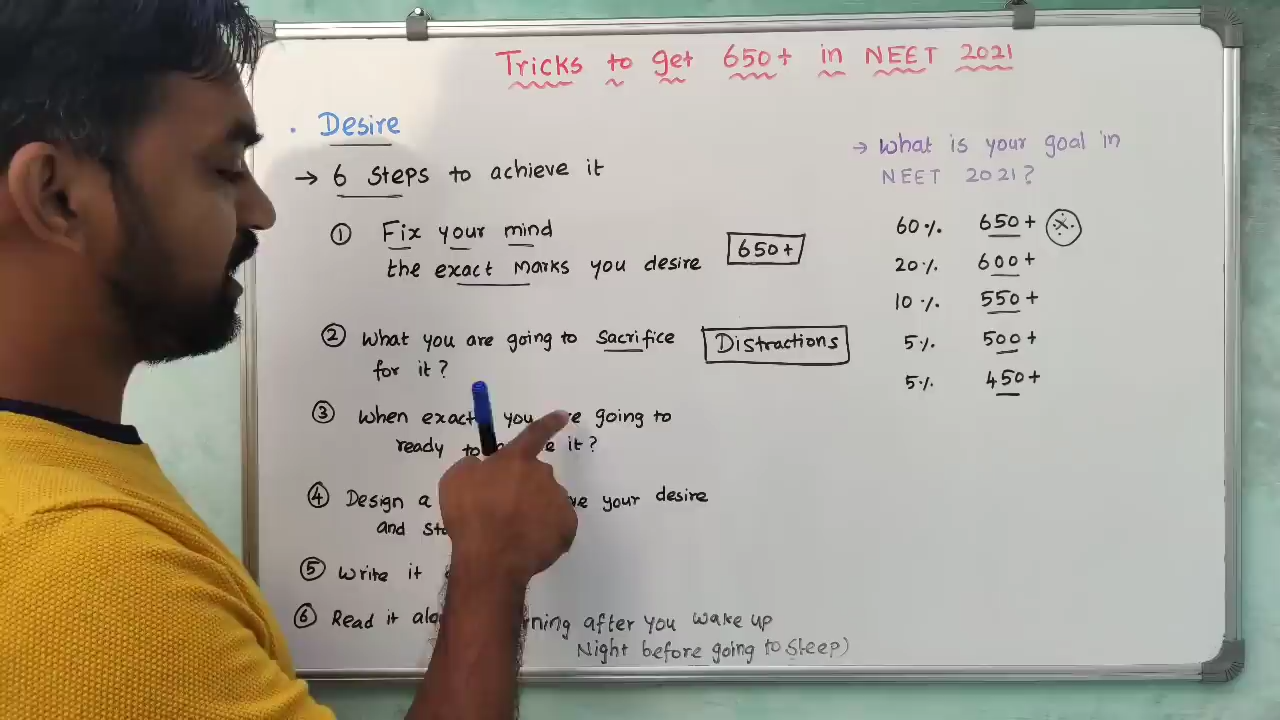 Tricks to get 650+ in NEET 2021
· Desire
→ 6 steps to achieve it
① Fix your mind
the exact marks you desire
650+
② What you are going to sacrifice
for it?
Distractions
③ When exact you are going to
ready to it?
④ Design a your desire
and
⑤ Write it
⑥ Read it after you wake up
Night before going to sleep)
→ What is your goal in
NEET 2021?
60% 650+
20% 600+
10% 550+
5% 500+
5% 450+